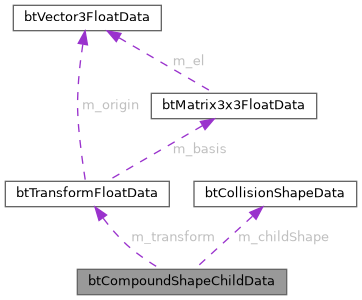 btVector3FloatData
m_el
m_origin
btMatrix3x3FloatData
m_basis
btTransformFloatData
btCollisionShapeData
m_transform
m_childShape
btCompoundShapeChildData